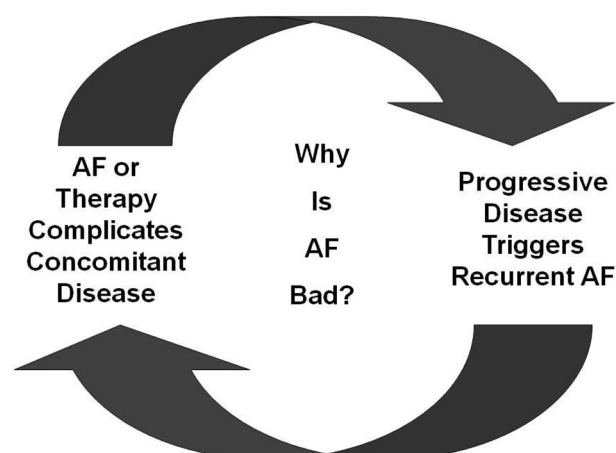 AF or
Therapy
Complicates
Concomitant
Disease
Why
Is
AF
Bad?
Progressive
Disease
Triggers
Recurrent AF